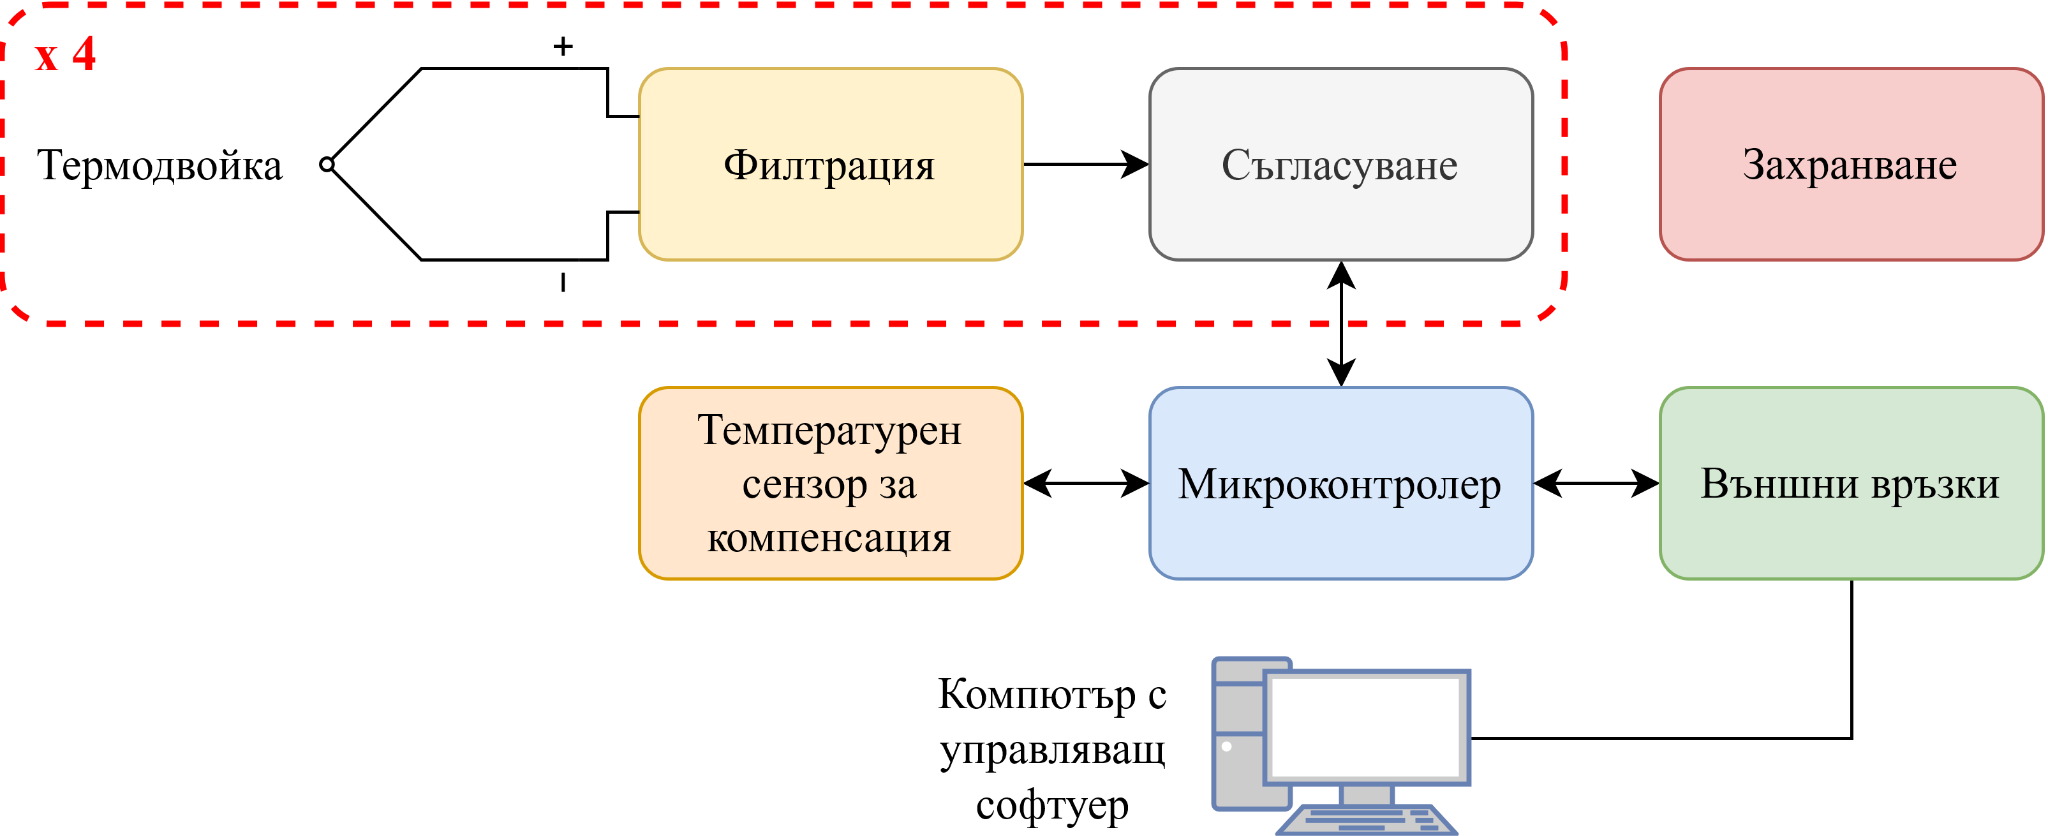 x 4
+
Термодвойка
Филтрация
Съгласуване
Захранване
–
Температурен
сензор за
компенсация
Микроконтролер
Външни връзки
Компютър с
управляващ
софтуер